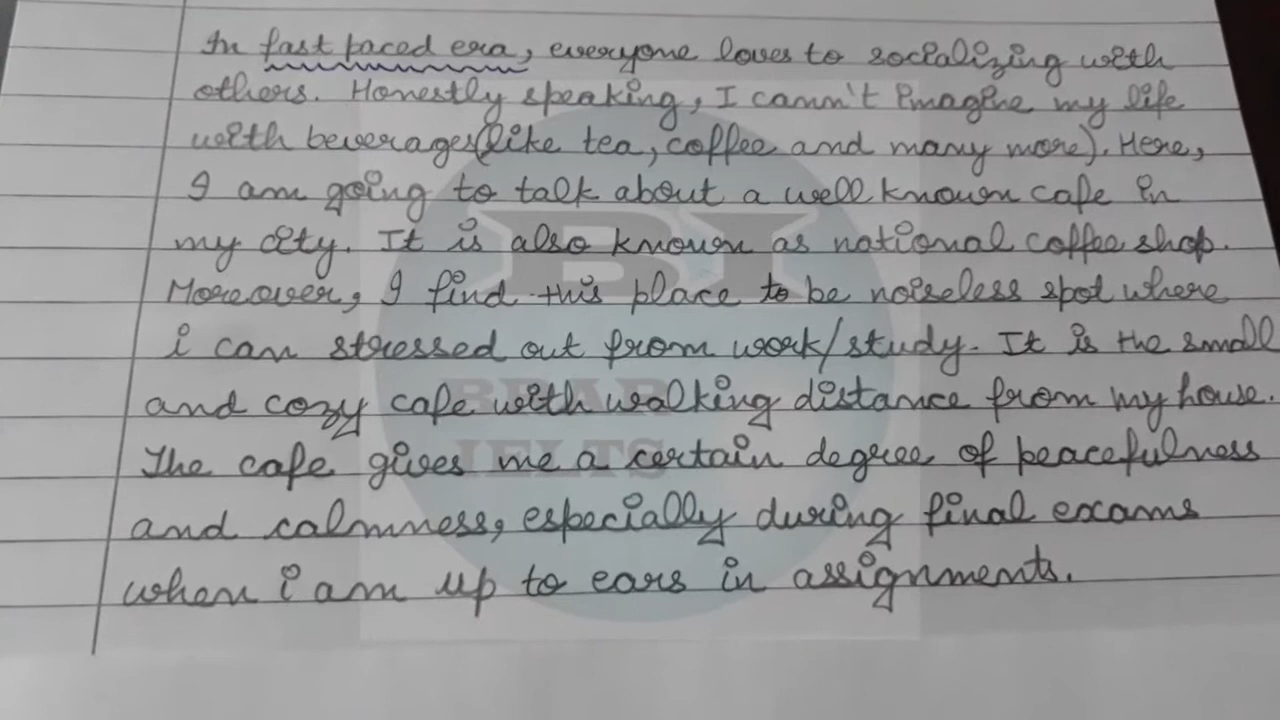 In fast paced era, everyone loves to socializing with
others. Honestly speaking, I cann't imagine my life
with beverages(like tea, coffee and many more). Here,
I am going to talk about a well known cafe in
my city. It is also known as national coffee shop.
Moreover, I find this place to be noiseless spot where
i can stressed out from work/study. It is the small
and cozy cafe with walking distance from my house.
The cafe gives me a certain degree of peacefulness
and calmness, especially during final exams
when i am up to ears in assignments.
BI
READ
IELTS